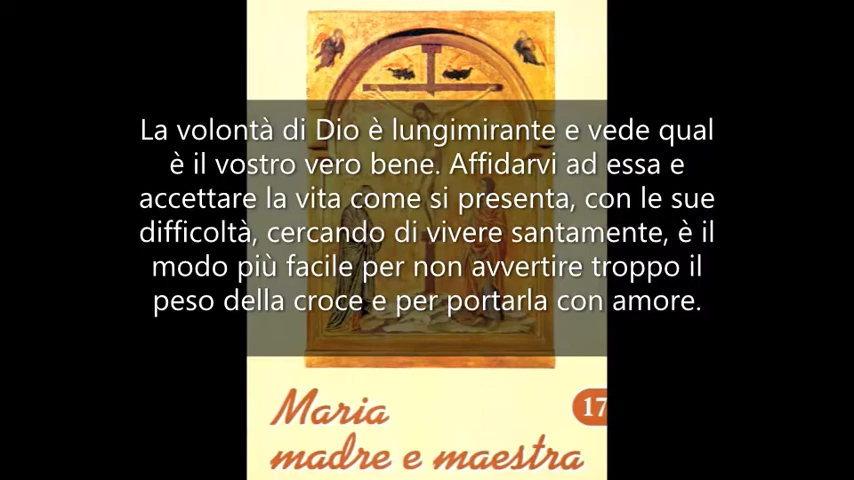 La volontà di Dio è lungimirante e vede qual
è il vostro vero bene. Affidarvi ad essa e
accettare la vita come si presenta, con le sue
difficoltà, cercando di vivere santamente, è il
modo più facile per non avvertire troppo il
peso della croce e per portarla con amore.
Maria
17
madre e maestra